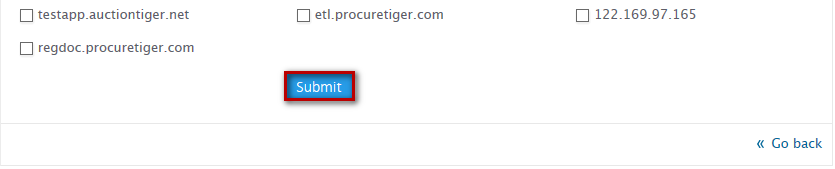 testapp.auctiontiger.net etl.procuretiger.com 122.169.97.165
regdoc.procuretiger.com
Submit
« Go back